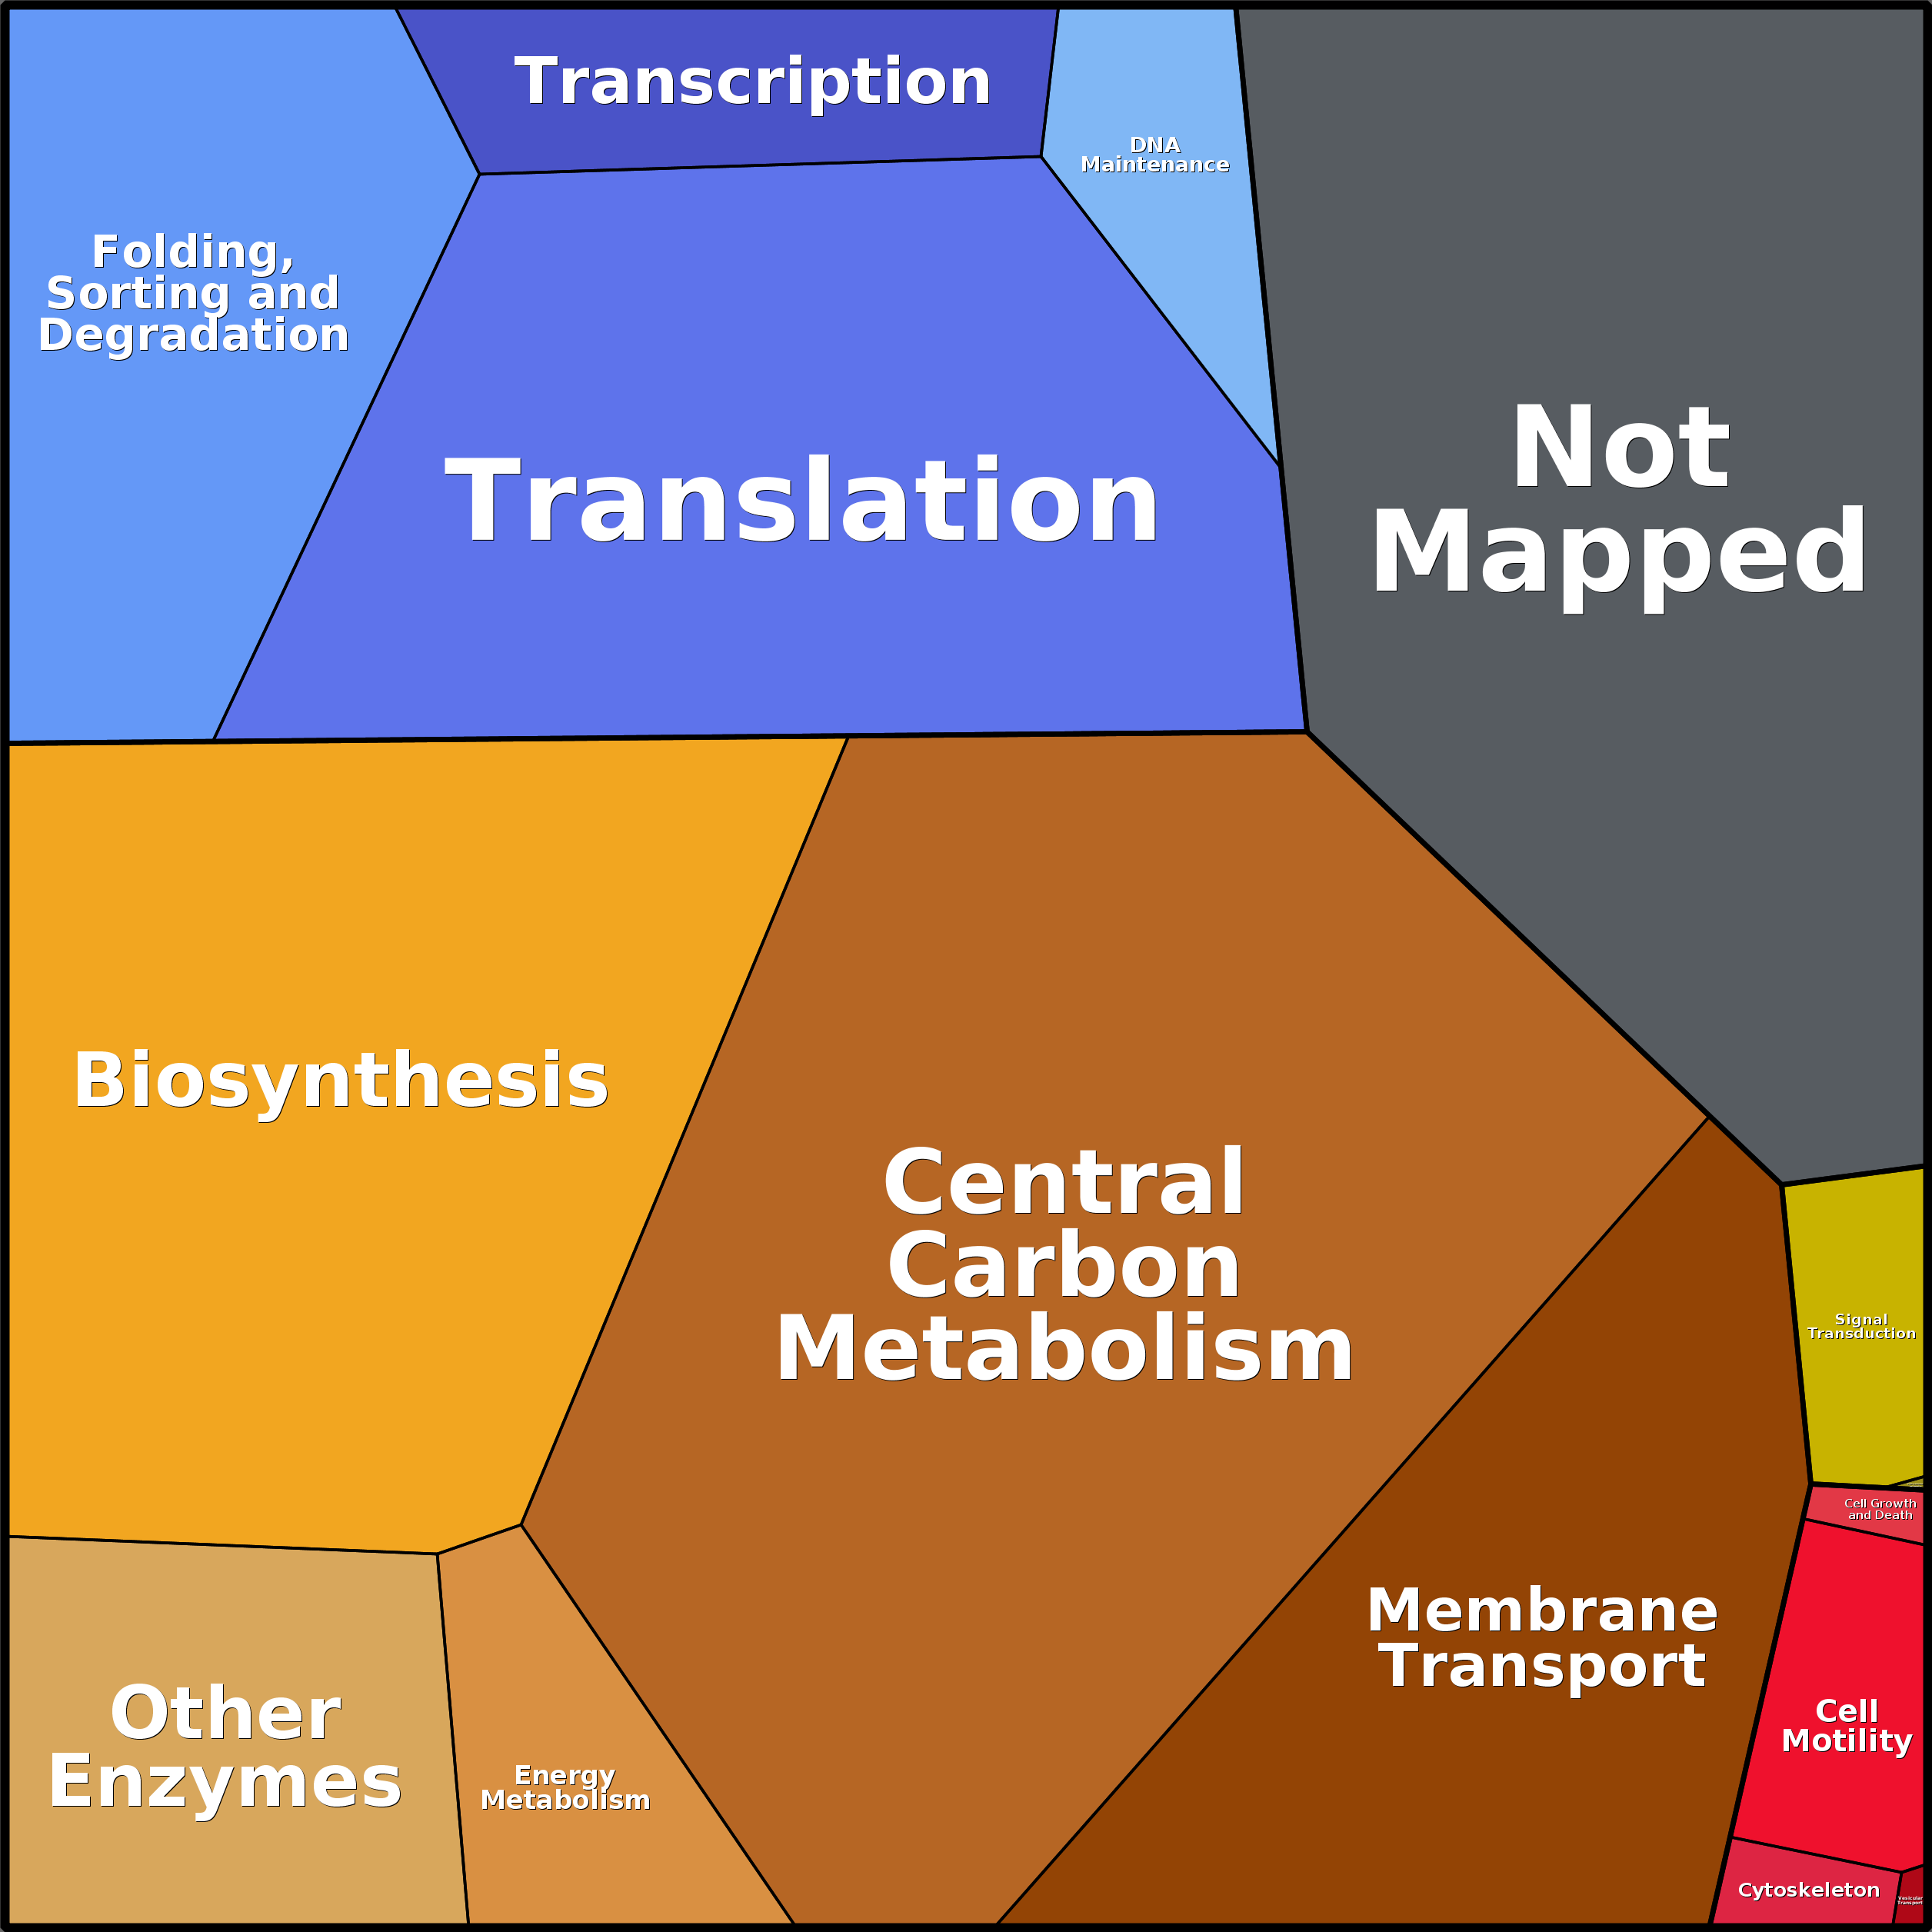 Transcription
DNA
Maintenance
Folding,
Sorting and
Degradation
Translation
Not
Mapped
Biosynthesis
Central
Carbon
Metabolism
Signal
Transduction
Cell Growth
and Death
Membrane
Transport
Other
Enzymes
Energy
Metabolism
Cell
Motility
Cytoskeleton
Vesicular
Transport